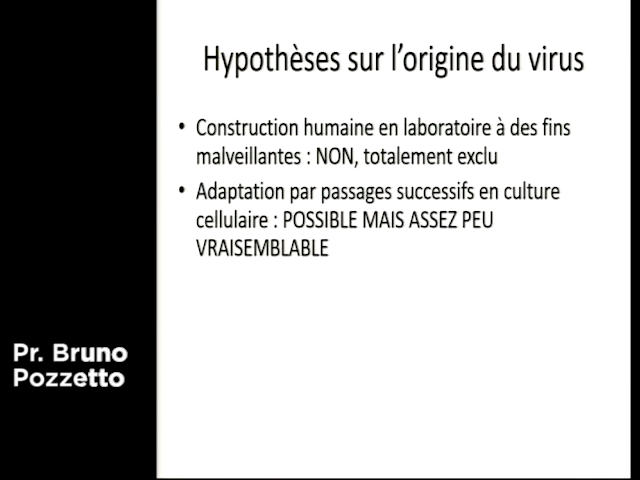 Hypothèses sur l'origine du virus
• Construction humaine en laboratoire à des fins
malveillantes : NON, totalement exclu
• Adaptation par passages successifs en culture
cellulaire : POSSIBLE MAIS ASSEZ PEU
VRAISEMBLABLE
Pr. Bruno
Pozzetto